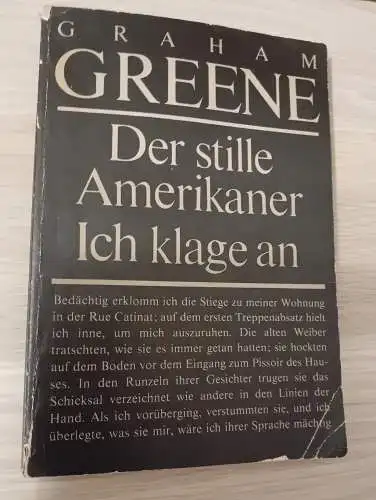 GRAHAM
GREENE
Der stille
Amerikaner
Ich klage an
Bedächtig erklomm ich die Stiege zu meiner Wohnung
in der Rue Catinat; auf dem ersten Treppenabsatz hielt
ich inne, um mich auszuruhen. Die alten Weiber
tratschten, wie sie es immer getan hatten; sie hockten
auf dem Boden vor dem Eingang zum Pissoir des Hau-
ses. In den Runzeln ihrer Gesichter trugen sie das
Schicksal verzeichnet wie andere in den Linien der
Hand. Als ich vorüberging, verstummten sie, und ich
überlegte, was sie mir, wäre ich ihrer Sprache mächtig